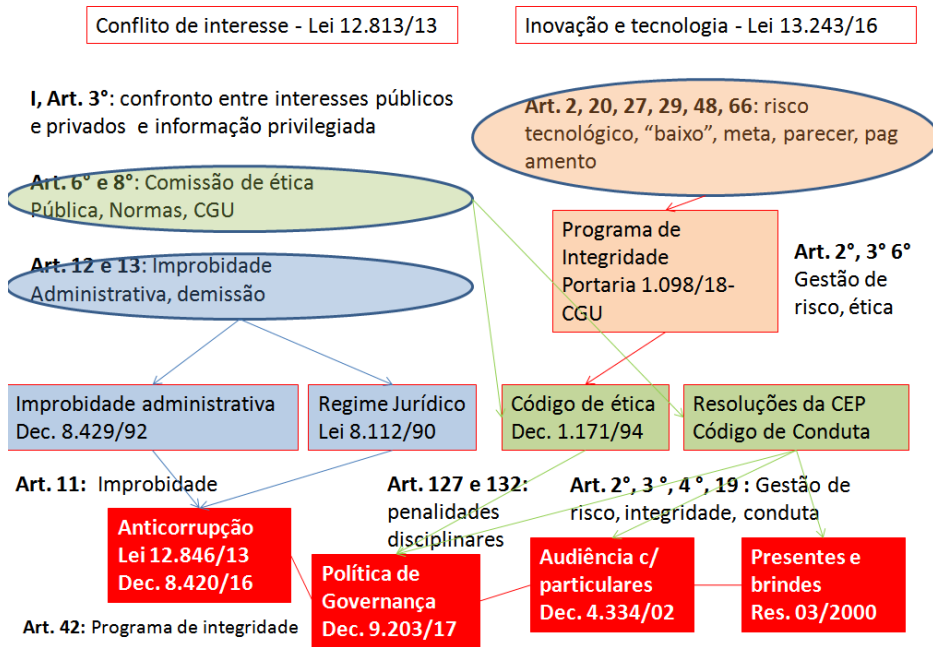 Conflito de interesse - Lei 12.813/13
Inovação e tecnologia - Lei 13.243/16
I, Art. 3°: confronto entre interesses públicos
e privados e informação privilegiada
Art. 2, 20, 27, 29, 48, 66: risco
tecnológico, “baixo”, meta, parecer, pag
amento
Art. 6° e 8°: Comissão de ética
Pública, Normas, CGU
Programa de
Integridade
Portaria 1.098/18-
CGU
Art. 2°, 3° 6°
Gestão de
risco, ética
Art. 12 e 13: Improbidade
Administrativa, demissão
Improbidade administrativa
Dec. 8.429/92
Regime Jurídico
Lei 8.112/90
Código de ética
Dec. 1.171/94
Resoluções da CEP
Código de Conduta
Art. 11: Improbidade
Art. 127 e 132:
penalidades
disciplinares
Art. 2°, 3 °, 4 °, 19 : Gestão de
risco, integridade, conduta
Anticorrupção
Lei 12.846/13
Dec. 8.420/16
Política de
Governança
Dec. 9.203/17
Audiência c/
particulares
Dec. 4.334/02
Presentes e
brindes
Res. 03/2000
Art. 42: Programa de integridade